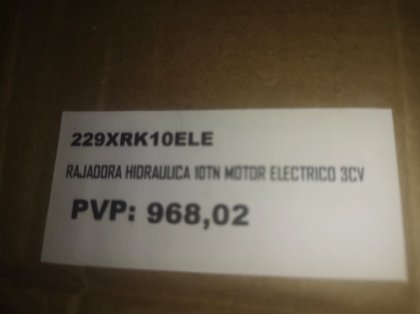 229XRK10ELE
RAJADORA HIDRAULICA 10TN MOTOR ELECTRICO 3CV
PVP: 968,02